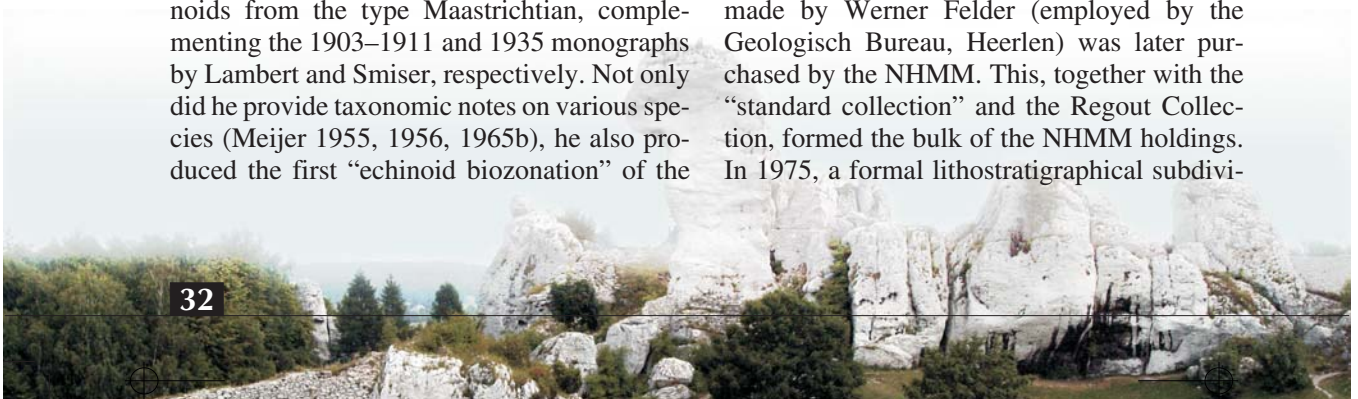 noids from the type Maastrichtian, comple-
menting the 1903–1911 and 1935 monographs
by Lambert and Smiser, respectively. Not only
did he provide taxonomic notes on various spe-
cies (Meijer 1955, 1956, 1965b), he also pro-
duced the first “echinoid biozonation” of the
made by Werner Felder (employed by the
Geologisch Bureau, Heerlen) was later pur-
chased by the NHMM. This, together with the
“standard collection” and the Regout Collec-
tion, formed the bulk of the NHMM holdings.
In 1975, a formal lithostratigraphical subdivi-
32